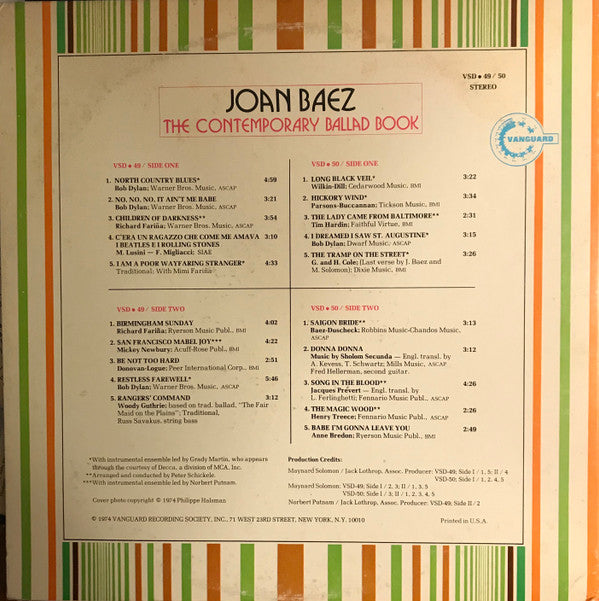 VSD • 49 / 50
STEREO
JOAN BAEZ
THE CONTEMPORARY BALLAD BOOK
VANGUARD
VSD • 49 / SIDE ONE
1. NORTH COUNTRY BLUES* 4:59
Bob Dylan; Warner Bros. Music, ASCAP
2. NO, NO, NO, IT AIN'T ME BABE 3:21
Bob Dylan; Warner Bros. Music, ASCAP
3. CHILDREN OF DARKNESS** 3:54
Richard Fariña; Warner Bros. Music, ASCAP
4. C'ERA UN RAGAZZO CHE COME ME AMAVA 3:10
I BEATLES E I ROLLING STONES
M. Lusini — F. Migliacci; SIAE
5. I AM A POOR WAYFARING STRANGER* 4:33
Traditional; With Mimi Fariña
VSD • 50 / SIDE ONE
1. LONG BLACK VEIL* 3:22
Wilkin-Dill; Cedarwood Music, BMI
2. HICKORY WIND* 3:34
Parsons-Buccannan; Tickson Music, BMI
3. THE LADY CAME FROM BALTIMORE** 2:31
Tim Hardin; Faithful Virtue, BMI
4. I DREAMED I SAW ST. AUGUSTINE* 3:15
Bob Dylan; Dwarf Music, ASCAP
5. THE TRAMP ON THE STREET* 3:26
G. and H. Cole; (Last verse by J. Baez and
M. Solomon); Dixie Music, BMI
VSD • 49 / SIDE TWO
1. BIRMINGHAM SUNDAY 4:02
Richard Fariña; Ryerson Music Publ., BMI
2. SAN FRANCISCO MABEL JOY*** 4:22
Mickey Newbury; Acuff-Rose Publ., BMI
3. BE NOT TOO HARD 2:51
Donovan-Logue; Peer International Corp., BMI
4. RESTLESS FAREWELL* 5:46
Bob Dylan; Warner Bros. Music, ASCAP
5. RANGERS' COMMAND 3:12
Woody Guthrie; based on trad. ballad, "The Fair
Maid on the Plains"; Traditional,
Russ Savakus, string bass
VSD • 50 / SIDE TWO
1. SAIGON BRIDE** 3:13
Baez-Duscheck; Robbins Music-Chandos Music,
ASCAP
2. DONNA DONNA 3:12
Music by Sholom Secunda — Engl. transl. by
A. Kevess, T. Schwartz; Mills Music, ASCAP
Fred Hellerman, second guitar.
3. SONG IN THE BLOOD** 4:26
Jacques Prévert — Engl. transl. by
L. Ferlinghetti; Fennario Music Publ., ASCAP
4. THE MAGIC WOOD** 2:26
Henry Treece; Fennario Music Publ., ASCAP
5. BABE I'M GONNA LEAVE YOU 2:49
Anne Bredon; Ryerson Music Publ., BMI
*With instrumental ensemble led by Grady Martin, who appears
through the courtesy of Decca, a division of MCA, Inc.
**Arranged and conducted by Peter Schickele.
***With instrumental ensemble led by Norbert Putnam.
Cover photo copyright © 1974 Philippe Halsman
Production Credits:
Maynard Solomon / Jack Lothrop, Assoc. Producer: VSD-49; Side I / 1, 5; II / 4
VSD-50; Side I / 1, 2, 4, 5
Maynard Solomon: VSD-49; Side I / 2, 3; II / 1, 3, 5
VSD-50; Side I / 3; II / 1, 2, 3, 4, 5
Norbert Putnam / Jack Lothrop, Assoc. Producer: VSD-49; Side II / 2
© 1974 VANGUARD RECORDING SOCIETY, INC., 71 WEST 23RD STREET, NEW YORK, N.Y. 10010
Printed in U.S.A.